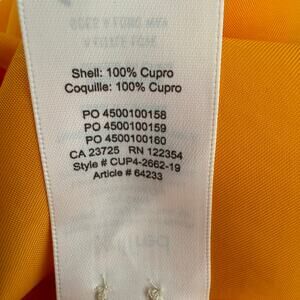 Shell: 100% Cupro
Coquille: 100% Cupro
PO 4500100158
PO 4500100159
PO 4500100160
CA 23725 RN 122354
Style # CUP4-2662-19
Article # 64233